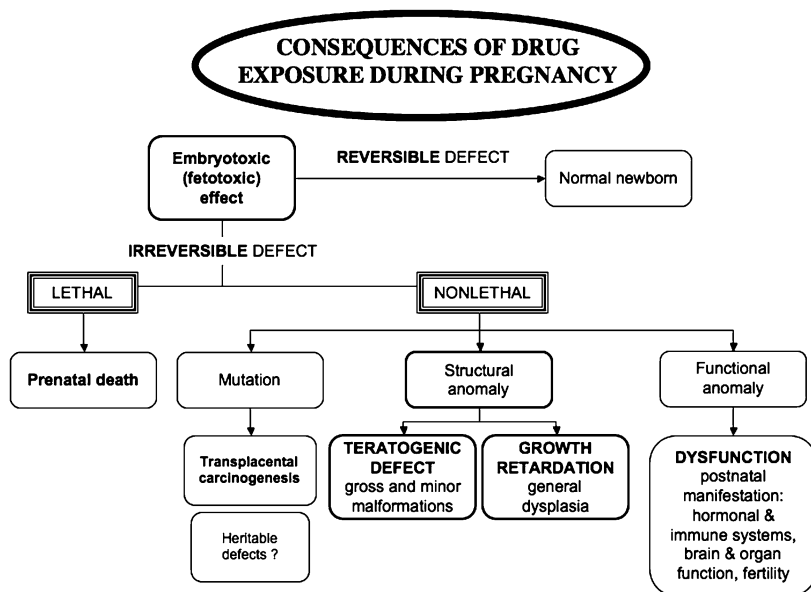 CONSEQUENCES OF DRUG
EXPOSURE DURING PREGNANCY
Embryotoxic
(fetotoxic)
effect
REVERSIBLE DEFECT
Normal newborn
IRREVERSIBLE DEFECT
LETHAL
NONLETHAL
Prenatal death
Mutation
Structural
anomaly
Functional
anomaly
Transplacental
carcinogenesis
Heritable
defects ?
TERATOGENIC
DEFECT
gross and minor
malformations
GROWTH
RETARDATION
general
dysplasia
DYSFUNCTION
postnatal
manifestation:
hormonal &
immune systems,
brain & organ
function, fertility